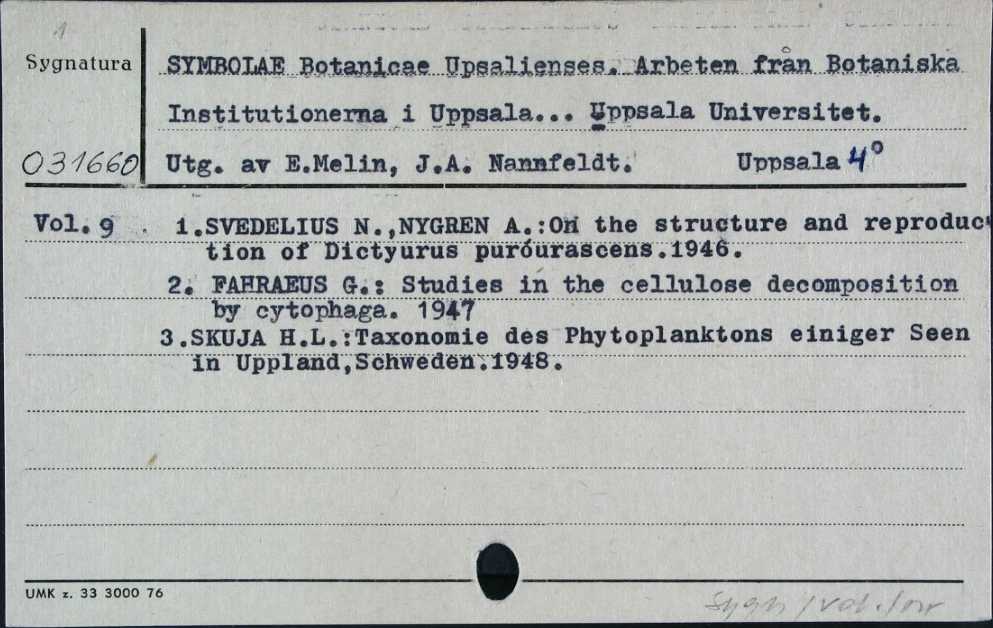 1
Sygnatura
SYMBOLAE Botanicae Upsalienses. Arbeten från Botaniska
Institutionerna i Uppsala... Uppsala Universitet.
031660
Utg. av E.Melin, J.A. Nannfeldt. Uppsala 4°
Vol. 9 . 1.SVEDELIUS N.,NYGREN A.:On the structure and reproduc
tion of Dictyurus puróurascens.1946.
2. FAHRAEUS G.: Studies in the cellulose decomposition
by cytophaga. 1947
3.SKUJA H.L.:Taxonomie des Phytoplanktons einiger Seen
in Uppland,Schweden.1948.
UMK z. 33 3000 76